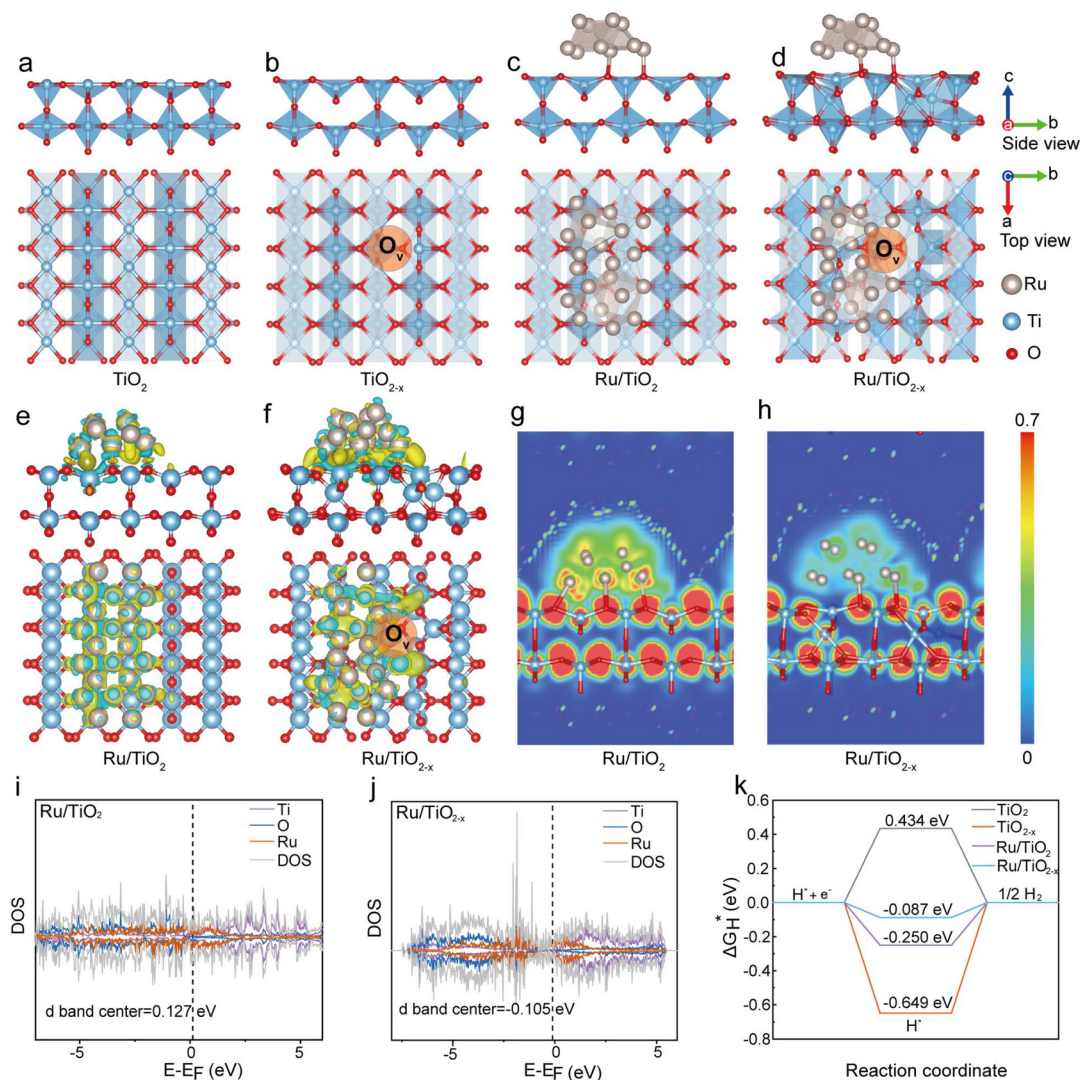 a
b
c
d
c
a b
Side view
c b
a
Top view
Ru
Ti
O
Oᵥ
Oᵥ
TiO₂
TiO₂₋ₓ
Ru/TiO₂
Ru/TiO₂₋ₓ
e
f
g
h
0.7
Oᵥ
0
Ru/TiO₂
Ru/TiO₂₋ₓ
Ru/TiO₂
Ru/TiO₂₋ₓ
i
Ru/TiO₂
Ti
O
Ru
DOS
DOS
d band center=0.127 eV
-5 0 5
E-E_F (eV)
j
Ru/TiO₂₋ₓ
Ti
O
Ru
DOS
DOS
d band center=-0.105 eV
-5 0 5
E-E_F (eV)
k
0.6
0.4
0.2
0.0
-0.2
-0.4
-0.6
-0.8
ΔG_H* (eV)
TiO₂
TiO₂₋ₓ
Ru/TiO₂
Ru/TiO₂₋ₓ
0.434 eV
H⁺+ e⁻
1/2 H₂
-0.087 eV
-0.250 eV
-0.649 eV
H*
Reaction coordinate